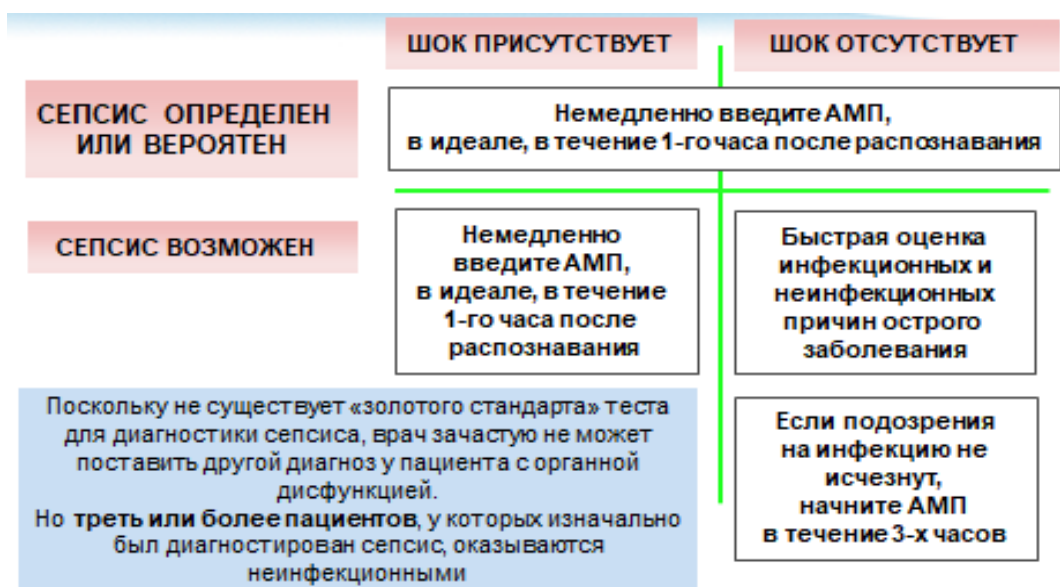 ШОК ПРИСУТСТВУЕТ
ШОК ОТСУТСТВУЕТ
СЕПСИС ОПРЕДЕЛЕН
ИЛИ ВЕРОЯТЕН
Немедленно введите АМП,
в идеале, в течение 1-го часа после распознавания
СЕПСИС ВОЗМОЖЕН
Немедленно
введите АМП,
в идеале, в течение
1-го часа после
распознавания
Быстрая оценка
инфекционных и
неинфекционных
причин острого
заболевания
Поскольку не существует «золотого стандарта» теста
для диагностики сепсиса, врач зачастую не может
поставить другой диагноз у пациента с органной
дисфункцией.
Но треть или более пациентов, у которых изначально
был диагностирован сепсис, оказываются
неинфекционными
Если подозрения
на инфекцию не
исчезнут,
начните АМП
в течение 3-х часов